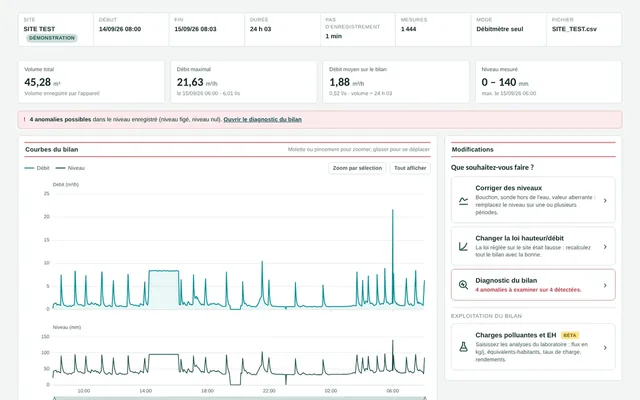 SITE
SITE TEST
DÉMONSTRATION
DÉBUT
14/09/26 08:00
FIN
15/09/26 08:03
DURÉE
24 h 03
PAS
D'ENREGISTREMENT
1 min
MESURES
1 444
MODE
Débitmètre seul
FICHIER
SITE_TEST.csv
Volume total
45,28 m³
Volume enregistré par l'appareil
Débit maximal
21,63 m³/h
le 15/09/26 06:00 · 6,01 l/s
Débit moyen sur le bilan
1,88 m³/h
0,52 l/s · volume ÷ 24 h 03
Niveau mesuré
0 – 140 mm
max. le 15/09/26 06:00
! 4 anomalies possibles dans le niveau enregistré (niveau figé, niveau nul). Ouvrir le diagnostic du bilan
Courbes du bilan
Molette ou pincement pour zoomer, glisser pour se déplacer
Débit
Niveau
Zoom par sélection
Tout afficher
Débit (m³/h)
25
20
15
10
5
0
Niveau (mm)
150
100
50
0
10:00
14:00
18:00
22:00
02:00
06:00
Modifications
Que souhaitez-vous faire ?
Corriger des niveaux
Bouchon, sonde hors de l'eau, valeur aberrante :
remplacez le niveau sur une ou plusieurs
périodes.
Changer la loi hauteur/débit
La loi réglée sur le site était fausse : recalculez
tout le bilan avec la bonne.
Diagnostic du bilan
4 anomalies à examiner sur 4 détectées.
EXPLOITATION DU BILAN
Charges polluantes et EH BÊTA
Saisissez les analyses du laboratoire : flux en
kg/j, équivalents-habitants, taux de charge,
rendements.